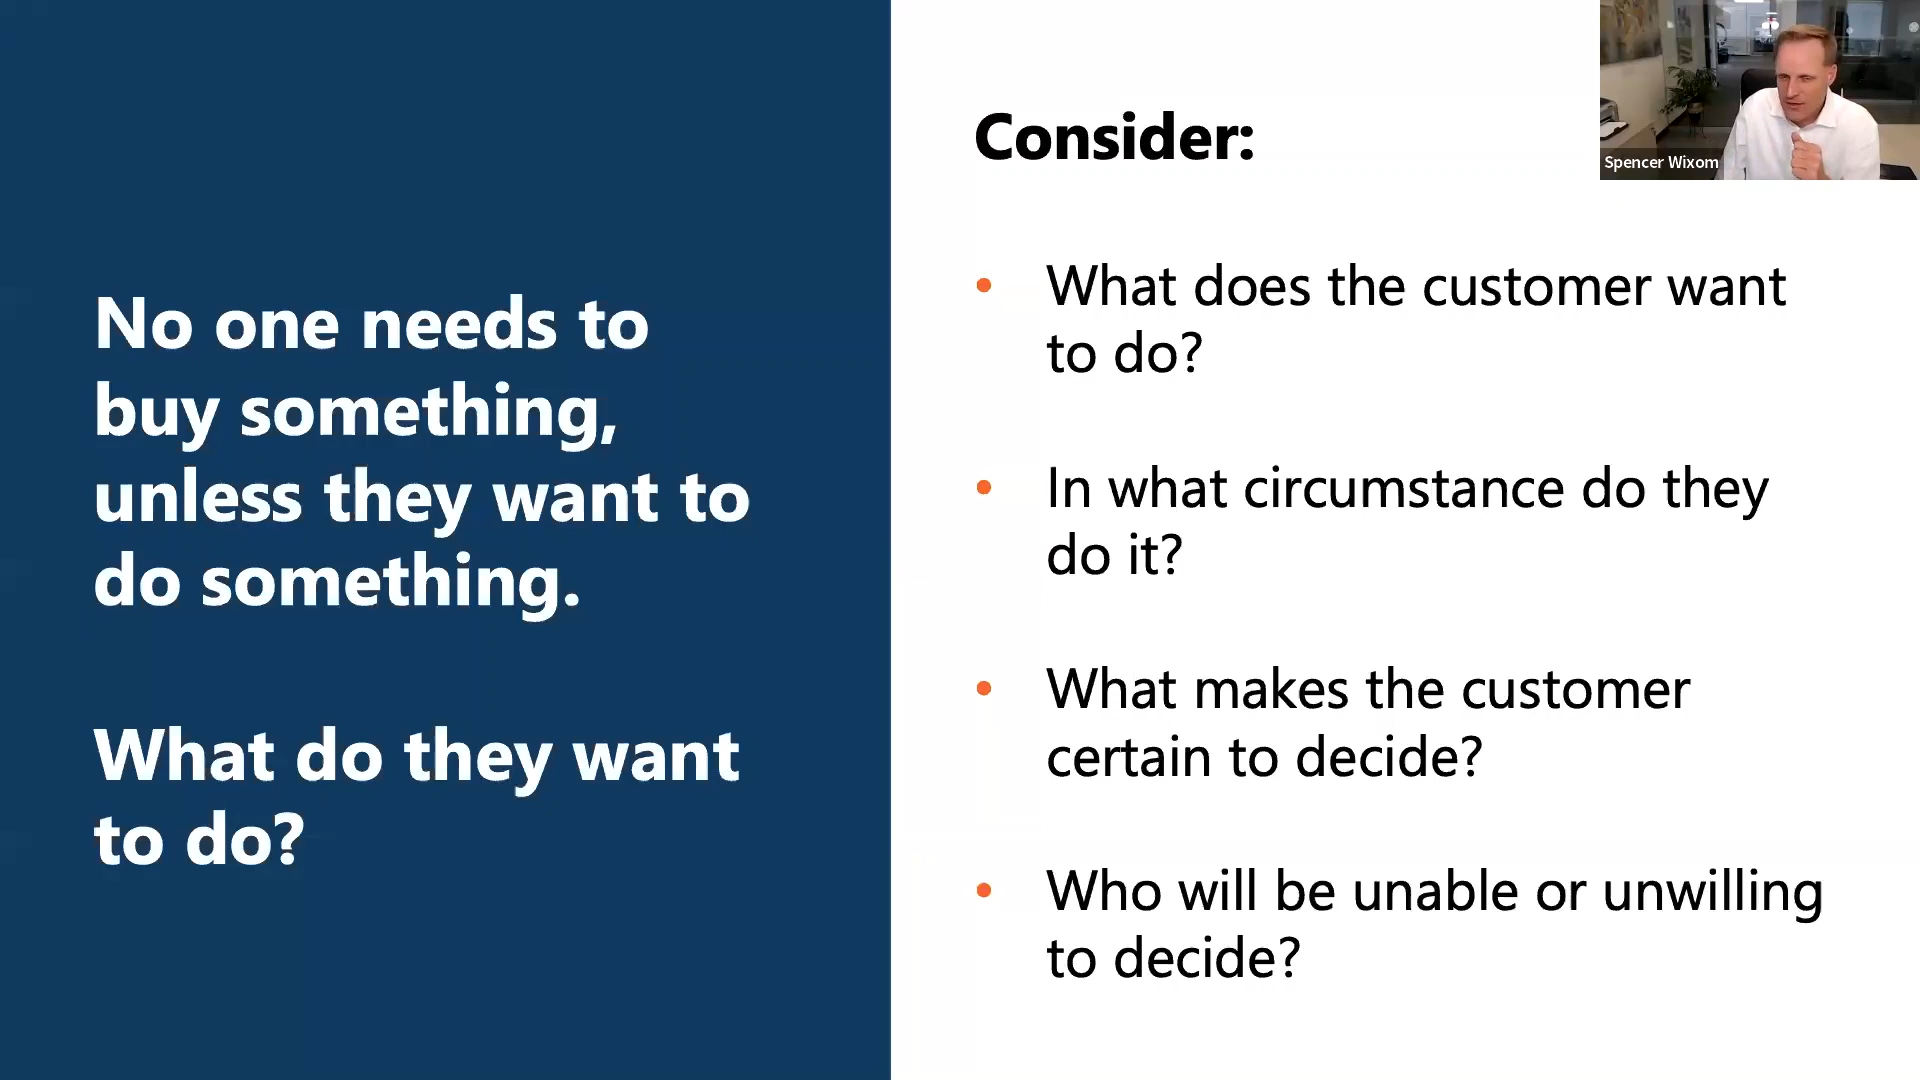 No one needs to
buy something,
unless they want to
do something.
What do they want
to do?
Consider:
• What does the customer want
to do?
• In what circumstance do they
do it?
• What makes the customer
certain to decide?
• Who will be unable or unwilling
to decide?
Spencer Wixom